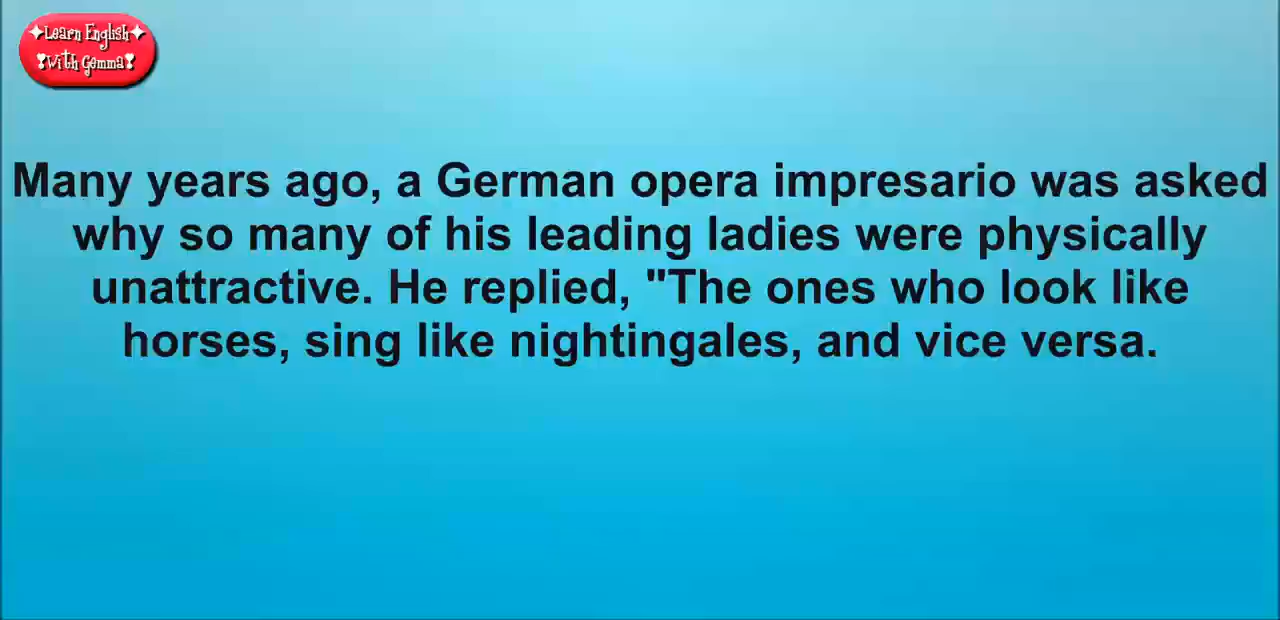 ✦Learn English✦
❣With Gemma❣
Many years ago, a German opera impresario was asked
why so many of his leading ladies were physically
unattractive. He replied, "The ones who look like
horses, sing like nightingales, and vice versa.